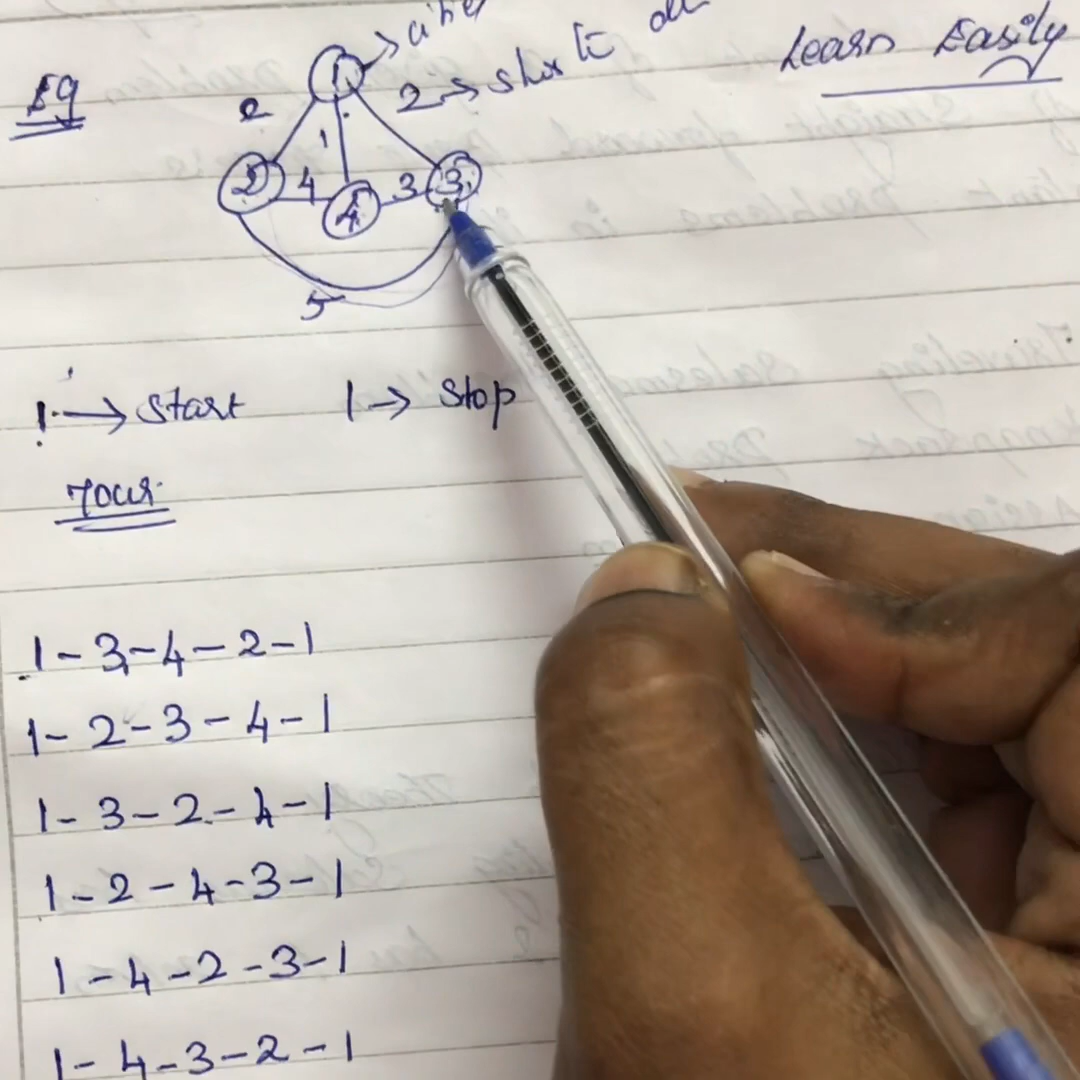 Learn Easily
Eg
1
2
2 →
1
2
4
4
3
3
5
1 → Start 1 → Stop
Tour
1 - 3 - 4 - 2 - 1
1 - 2 - 3 - 4 - 1
1 - 3 - 2 - 4 - 1
1 - 2 - 4 - 3 - 1
1 - 4 - 2 - 3 - 1
1 - 4 - 3 - 2 - 1